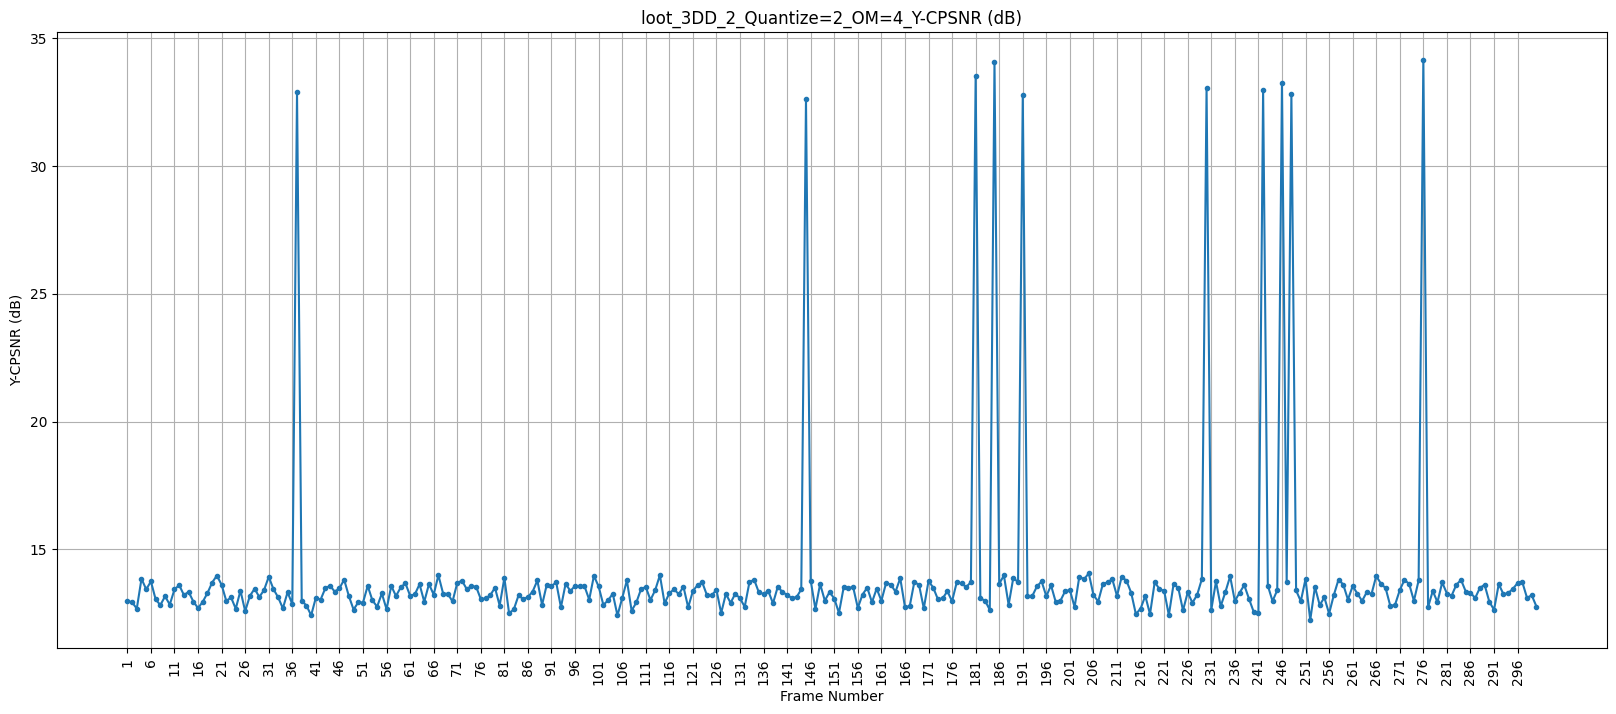 loot_3DD_2_Quantize=2_OM=4_Y-CPSNR (dB)
35
30
25
20
15
Y-CPSNR (dB)
1 6 11 16 21 26 31 36 41 46 51 56 61 66 71 76 81 86 91 96 101 106 111 116 121 126 131 136 141 146 151 156 161 166 171 176 181 186 191 196 201 206 211 216 221 226 231 236 241 246 251 256 261 266 271 276 281 286 291 296
Frame Number